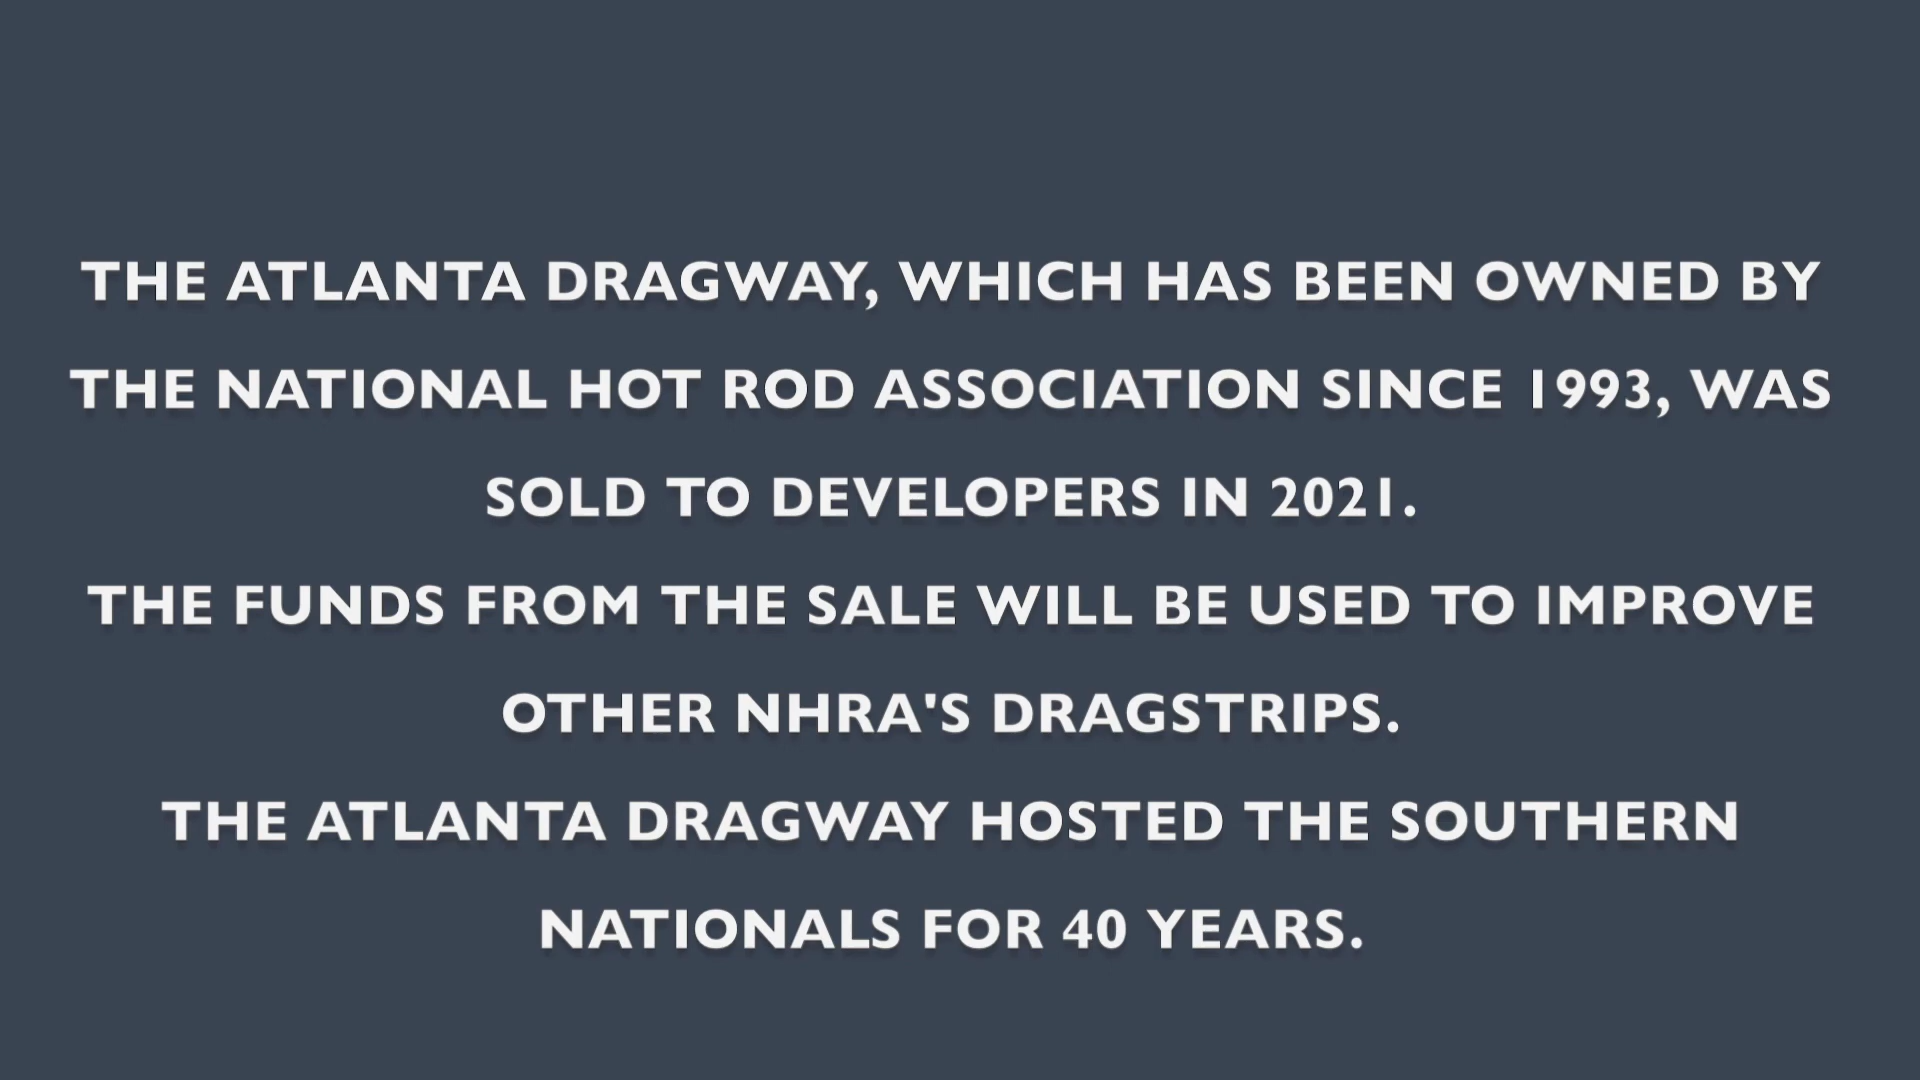 THE ATLANTA DRAGWAY, WHICH HAS BEEN OWNED BY
THE NATIONAL HOT ROD ASSOCIATION SINCE 1993, WAS
SOLD TO DEVELOPERS IN 2021.
THE FUNDS FROM THE SALE WILL BE USED TO IMPROVE
OTHER NHRA'S DRAGSTRIPS.
THE ATLANTA DRAGWAY HOSTED THE SOUTHERN
NATIONALS FOR 40 YEARS.